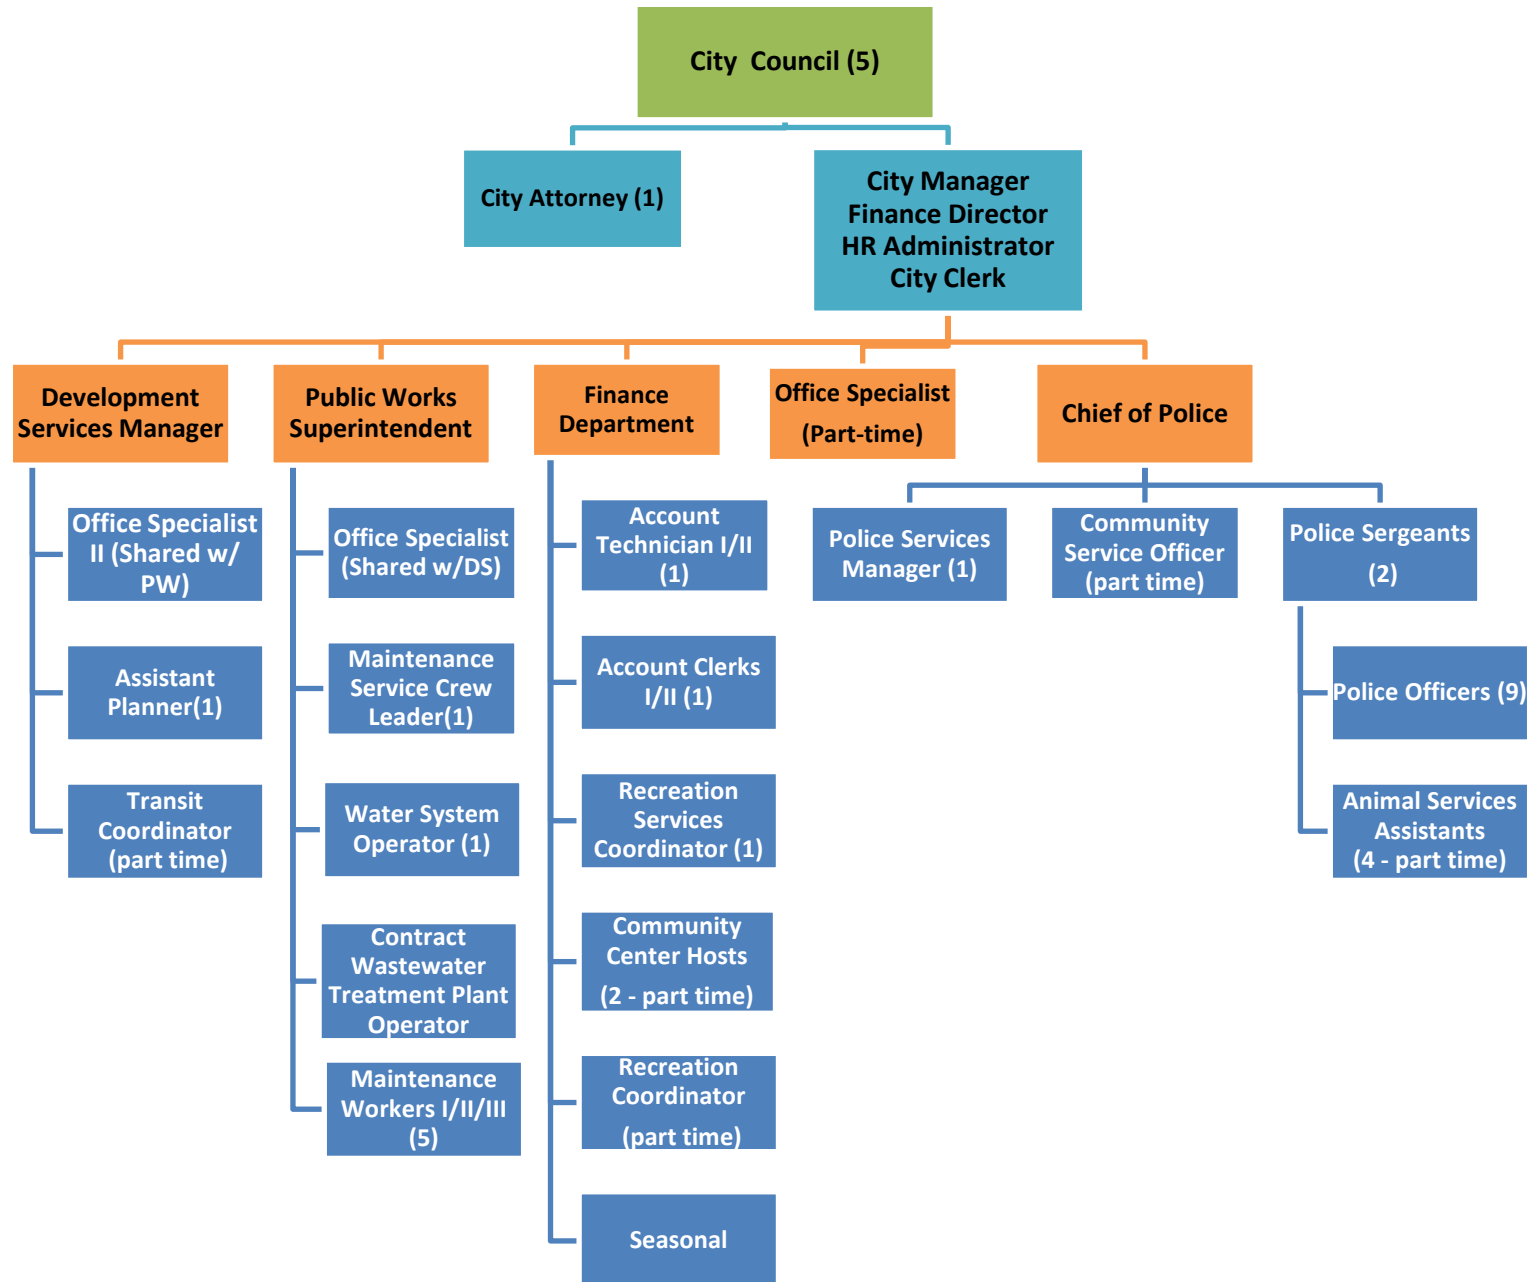 City Council (5)
City Attorney (1)
City Manager
Finance Director
HR Administrator
City Clerk
Development
Services Manager
Public Works
Superintendent
Finance
Department
Office Specialist
(Part-time)
Chief of Police
Office Specialist
II (Shared w/
PW)
Assistant
Planner(1)
Transit
Coordinator
(part time)
Office Specialist
(Shared w/DS)
Maintenance
Service Crew
Leader(1)
Water System
Operator (1)
Contract
Wastewater
Treatment Plant
Operator
Maintenance
Workers I/II/III
(5)
Account
Technician I/II
(1)
Account Clerks
I/II (1)
Recreation
Services
Coordinator (1)
Community
Center Hosts
(2 - part time)
Recreation
Coordinator
(part time)
Seasonal
Police Services
Manager (1)
Community
Service Officer
(part time)
Police Sergeants
(2)
Police Officers (9)
Animal Services
Assistants
(4 - part time)